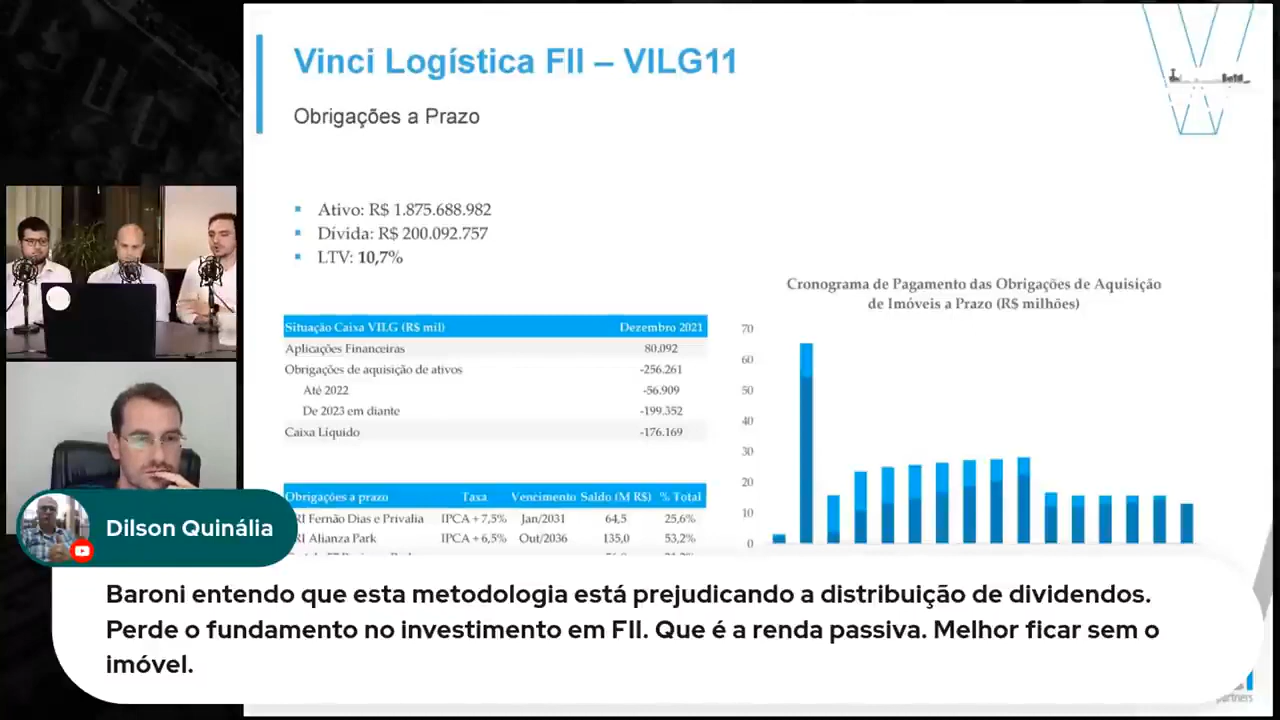 Vinci Logística FII – VILG11
Obrigações a Prazo
Ativo: R$ 1.875.688.982
Dívida: R$ 200.092.757
LTV: 10,7%
Situação Caixa VILG (R$ mil) Dezembro 2021
Aplicações Financeiras 80.092
Obrigações de aquisição de ativos -256.261
Até 2022 -56.909
De 2023 em diante -199.352
Caixa Líquido -176.169
Obrigações a prazo Taxa Vencimento Saldo (M R$) % Total
RI Fernão Dias e Privalia IPCA + 7,5% Jan/2031 64,5 25,6%
RI Alianza Park IPCA + 6,5% Out/2036 135,0 53,2%
Cronograma de Pagamento das Obrigações de Aquisição
de Imóveis a Prazo (R$ milhões)
70
60
50
40
30
20
10
0
Dilson Quinália
Baroni entendo que esta metodologia está prejudicando a distribuição de dividendos.
Perde o fundamento no investimento em FII. Que é a renda passiva. Melhor ficar sem o
imóvel.
partners